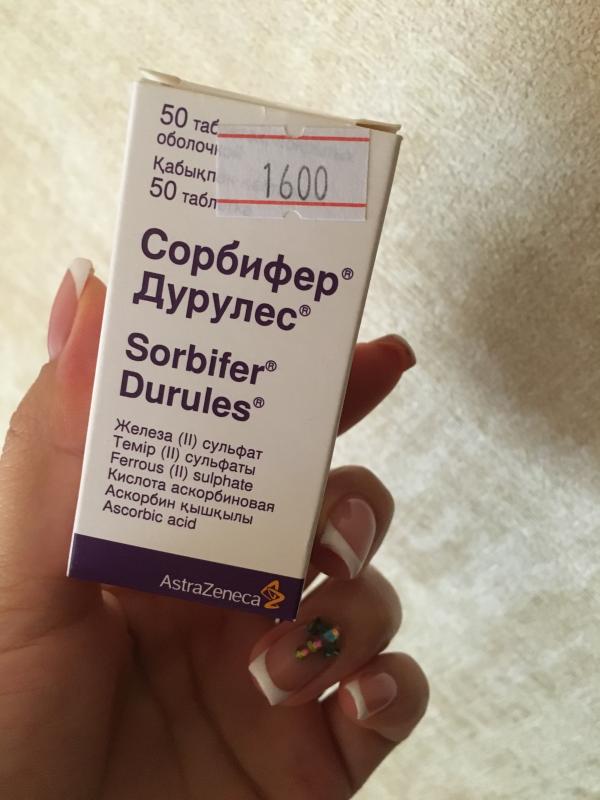 50 таб
оболочк
1600
Қабықп
50 табл
Сорбифер®
Дурулес®
Sorbifer®
Durules®
Железа (II) сульфат
Темір (II) сульфаты
Ferrous (II) sulphate
Кислота аскорбиновая
Аскорбин қышқылы
Ascorbic acid
AstraZeneca